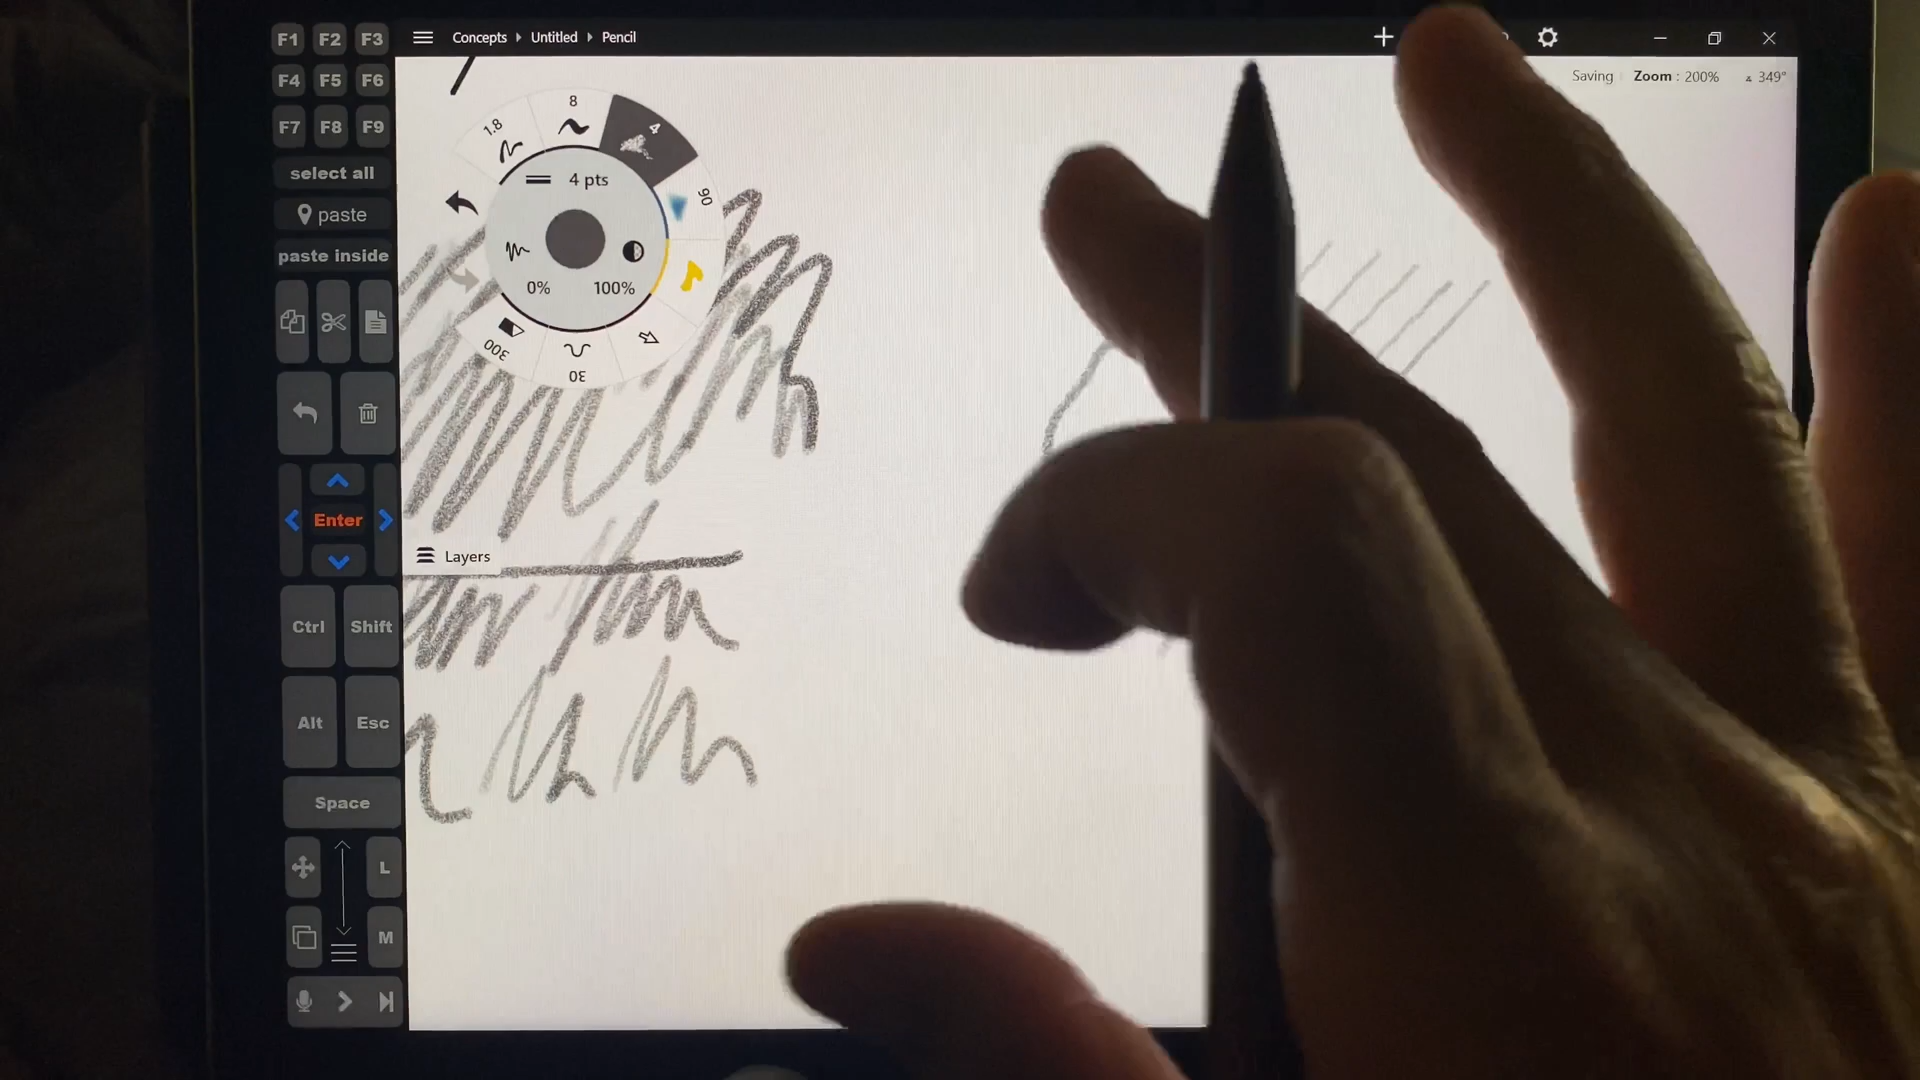 F1 F2 F3
Concepts Untitled Pencil
F4 F5 F6
Saving Zoom : 200% 349°
F7 F8 F9
1.8 8 4
select all
4 pts
90
paste
paste inside
0% 100%
300
30
Enter
Layers
Ctrl Shift
Alt Esc
Space
L
M